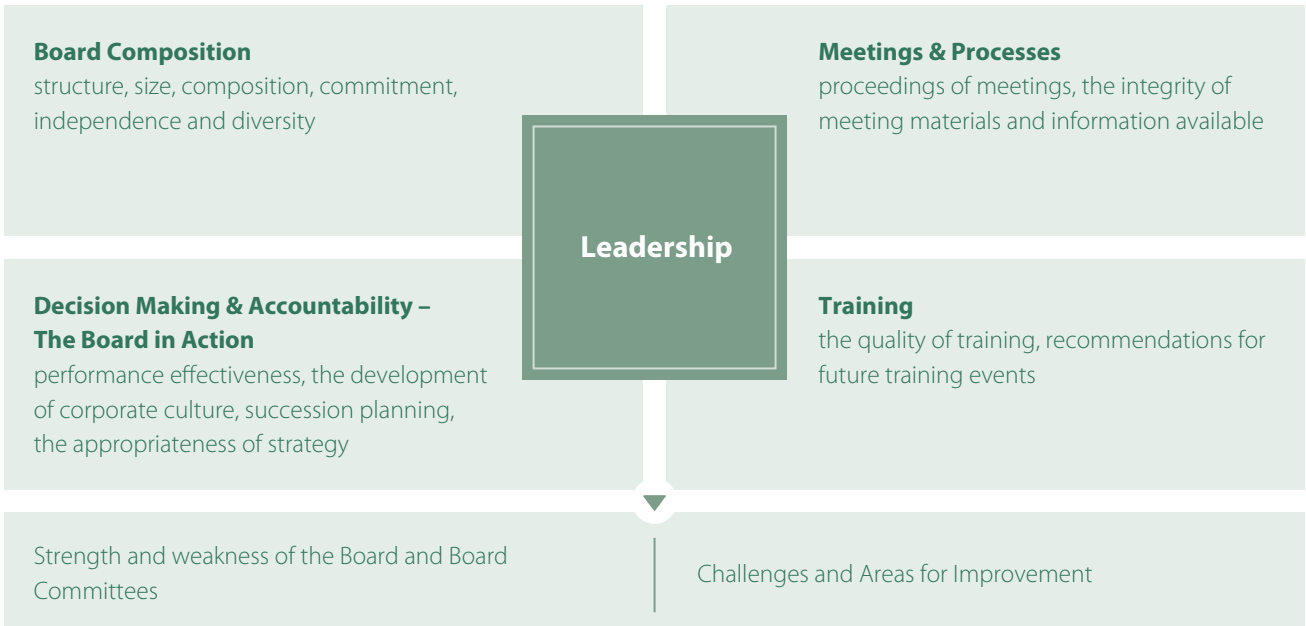 Board Composition
structure, size, composition, commitment,
independence and diversity
Meetings & Processes
proceedings of meetings, the integrity of
meeting materials and information available
Leadership
Decision Making & Accountability –
The Board in Action
performance effectiveness, the development
of corporate culture, succession planning,
the appropriateness of strategy
Training
the quality of training, recommendations for
future training events
Strength and weakness of the Board and Board
Committees
Challenges and Areas for Improvement